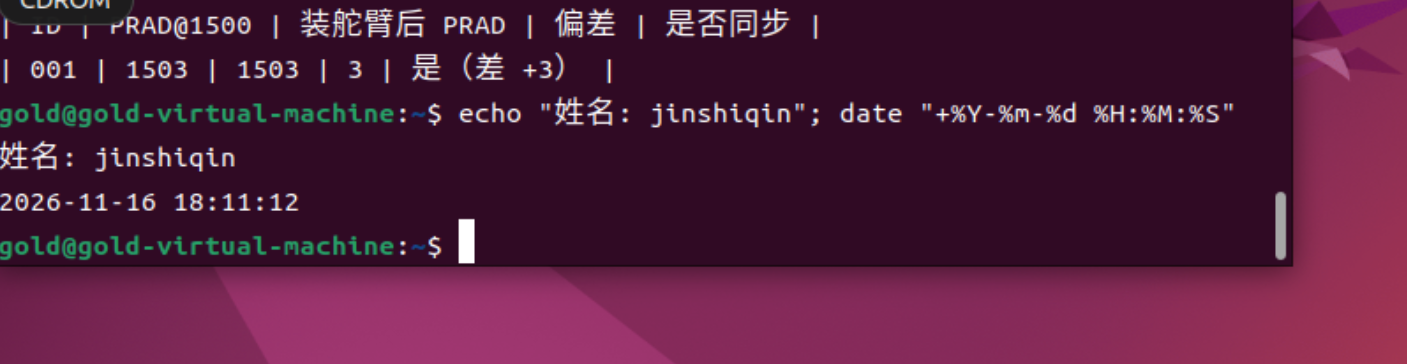 CDROM
| ID | PRAD@1500 | 装舵臂后 PRAD | 偏差 | 是否同步 |
| 001 | 1503 | 1503 | 3 | 是（差 +3） |
gold@gold-virtual-machine:~$ echo "姓名: jinshiqin"; date "+%Y-%m-%d %H:%M:%S"
姓名: jinshiqin
2026-11-16 18:11:12
gold@gold-virtual-machine:~$